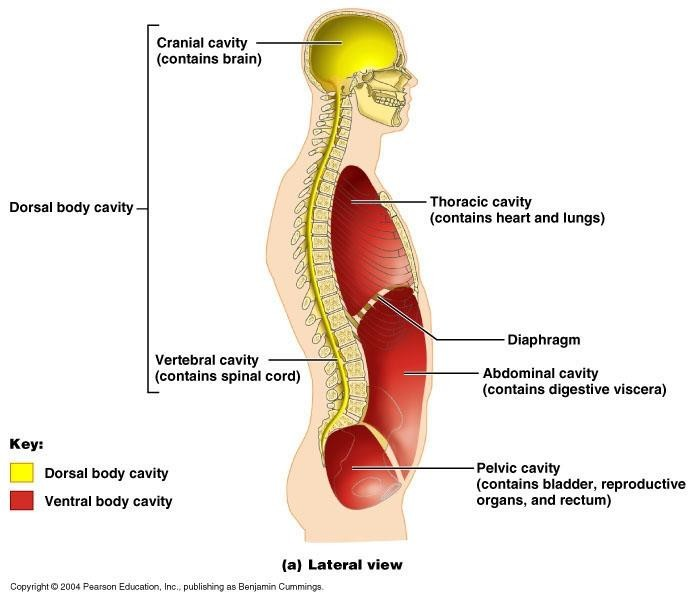 Cranial cavity
(contains brain)
Dorsal body cavity
Thoracic cavity
(contains heart and lungs)
Diaphragm
Vertebral cavity
(contains spinal cord)
Abdominal cavity
(contains digestive viscera)
Key:
Dorsal body cavity
Ventral body cavity
Pelvic cavity
(contains bladder, reproductive
organs, and rectum)
(a) Lateral view
Copyright © 2004 Pearson Education, Inc., publishing as Benjamin Cummings.